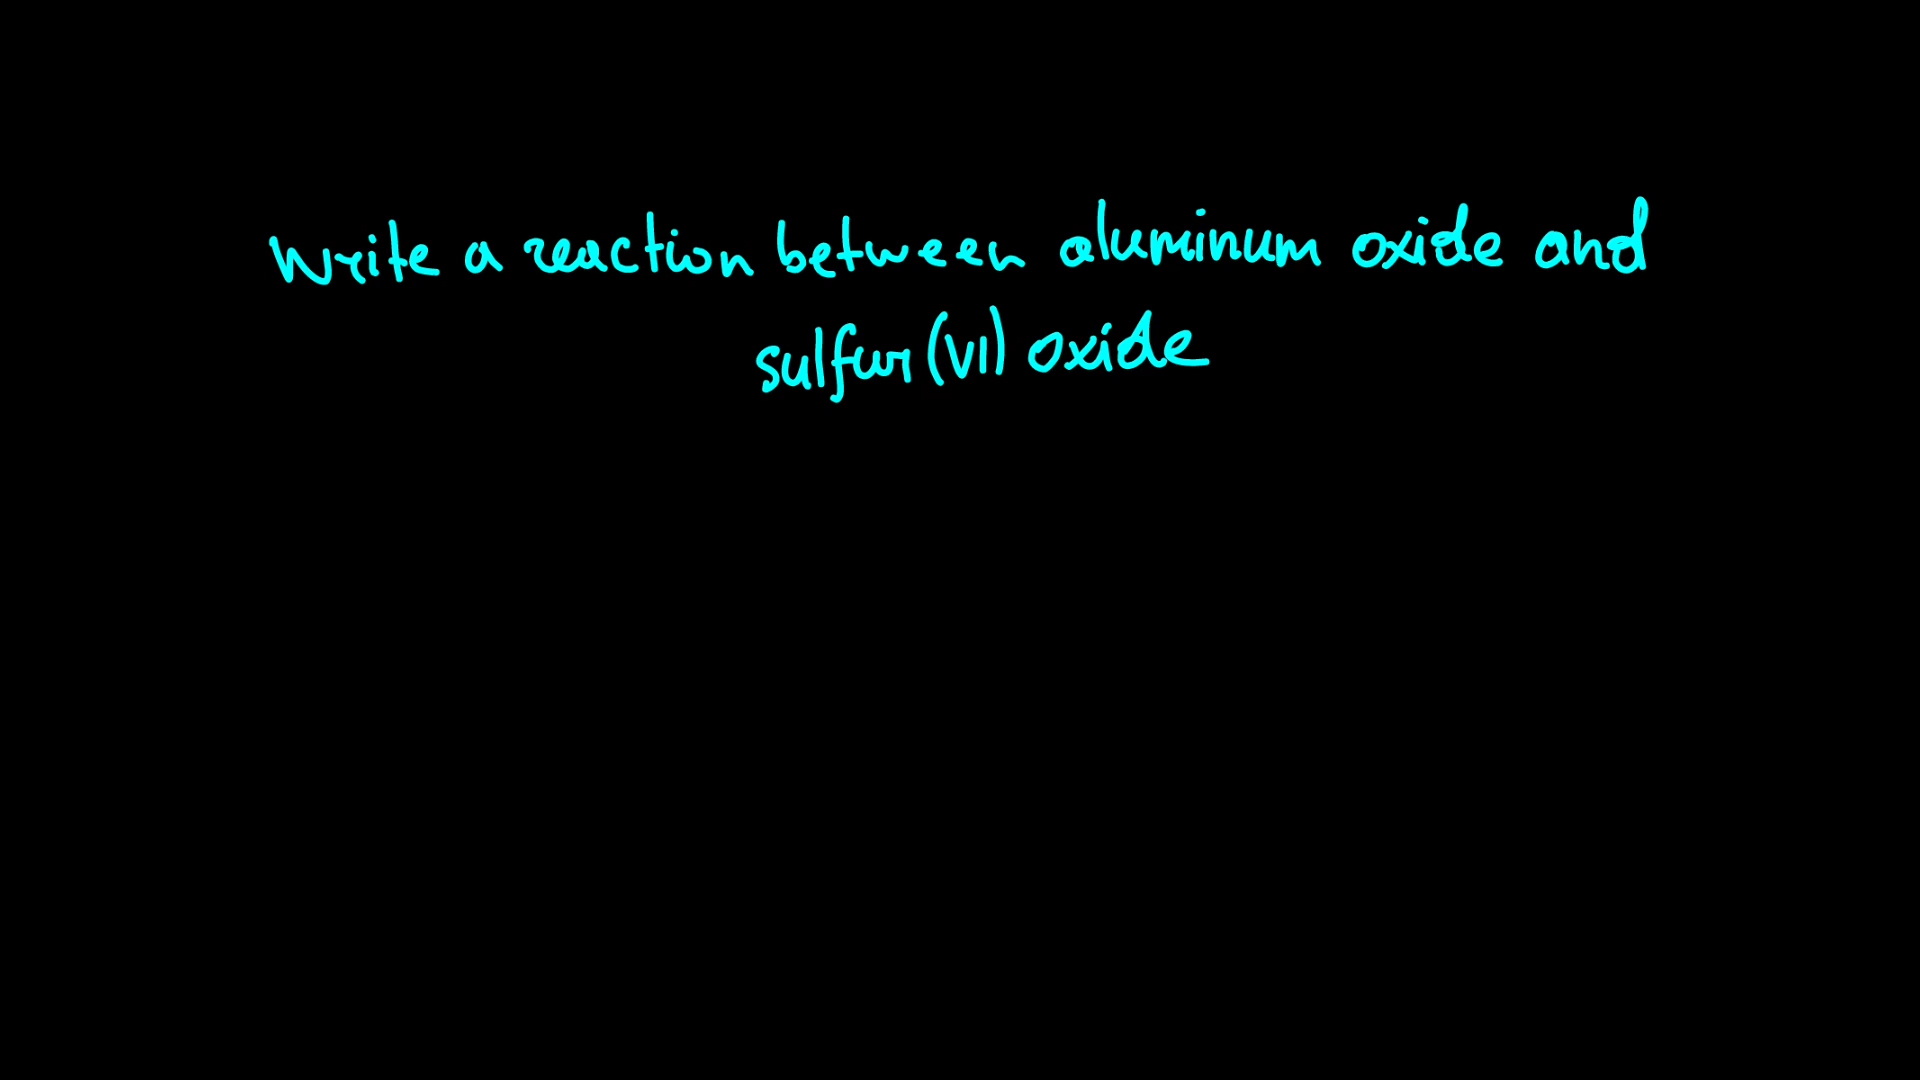 Write a reaction between aluminum oxide and
sulfur (VI) oxide